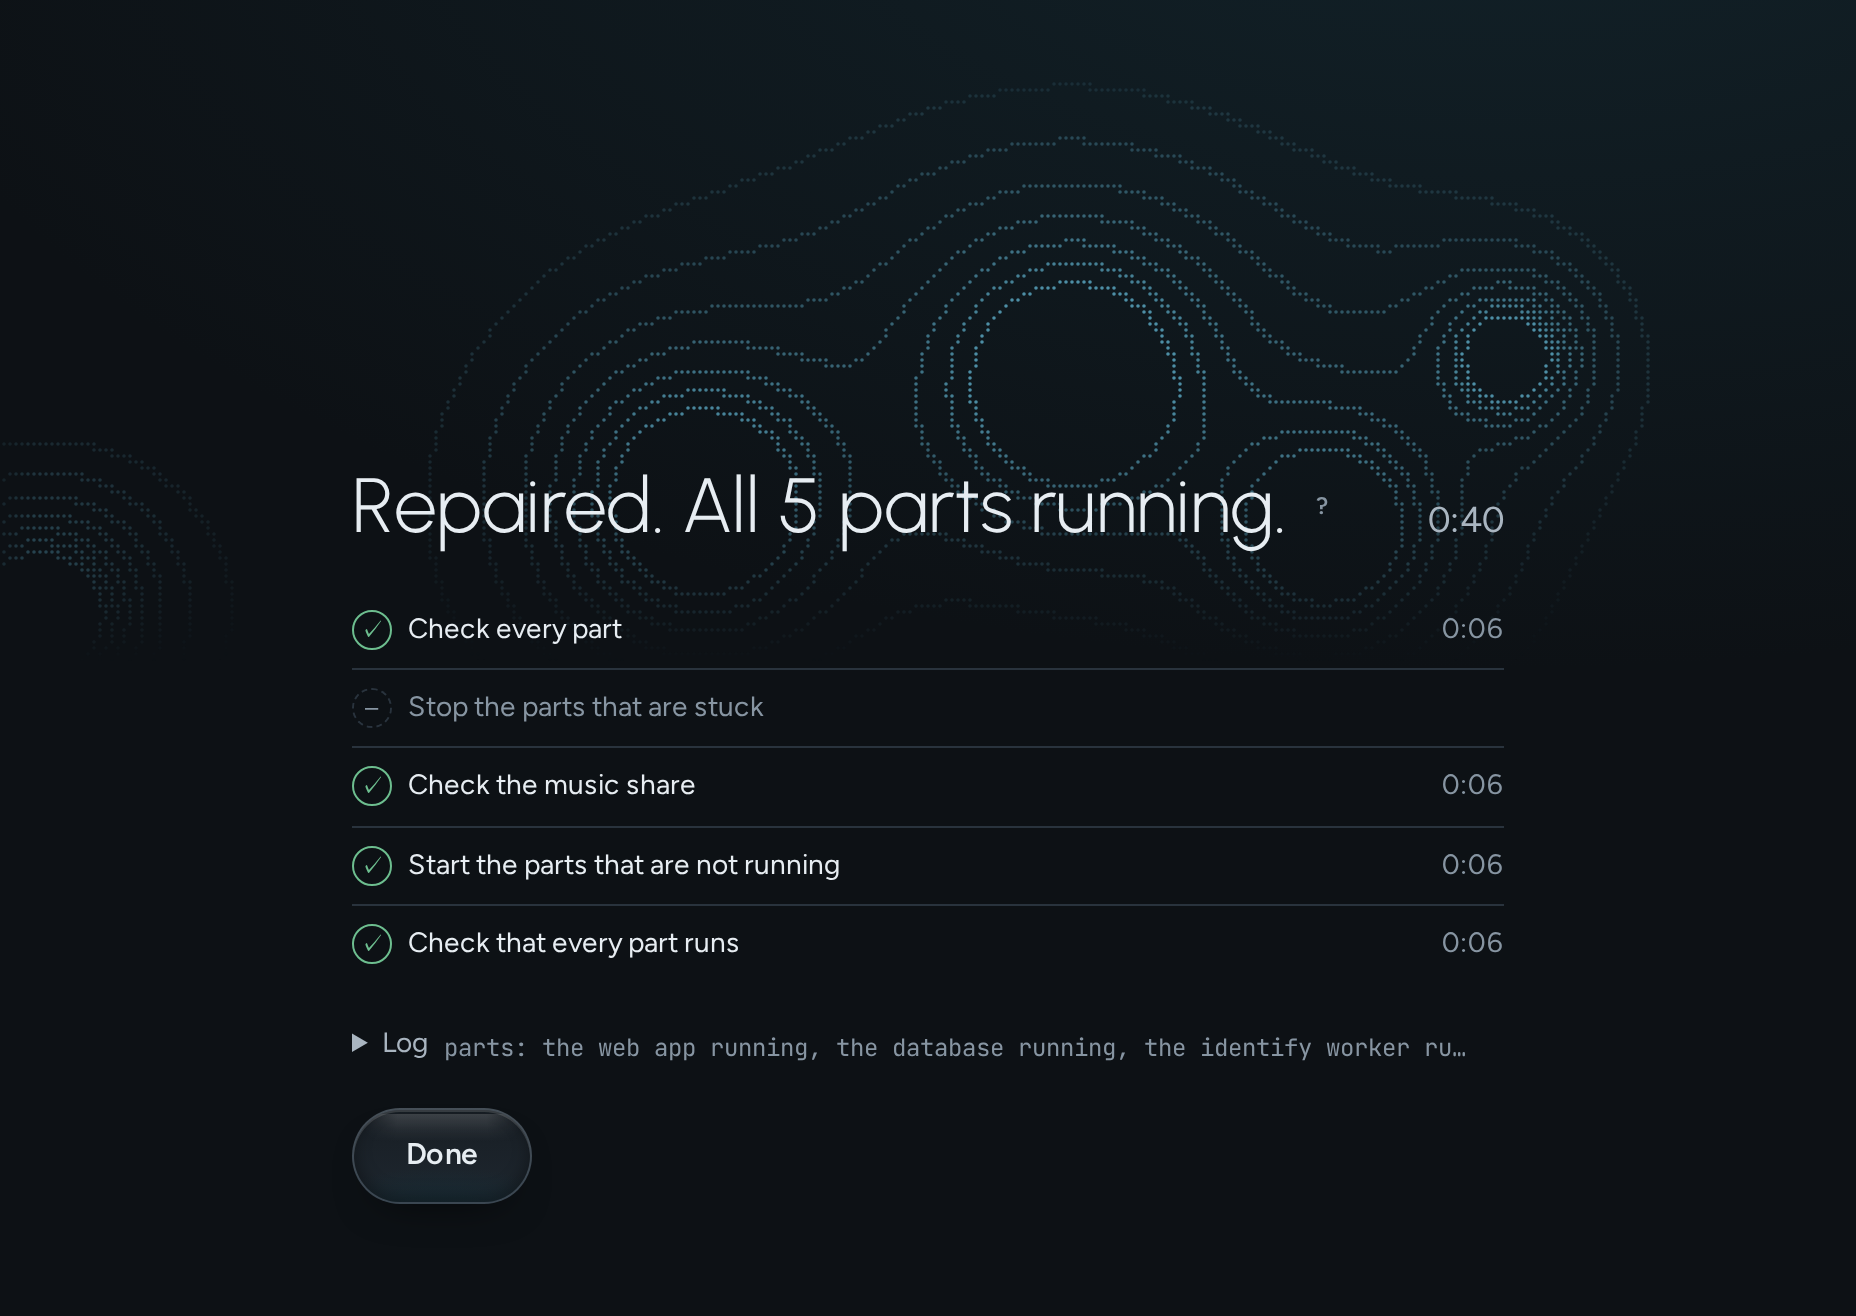 Repaired. All 5 parts running. ? 0:40
✓ Check every part 0:06
– Stop the parts that are stuck
✓ Check the music share 0:06
✓ Start the parts that are not running 0:06
✓ Check that every part runs 0:06
▶ Log parts: the web app running, the database running, the identify worker ru…
Done